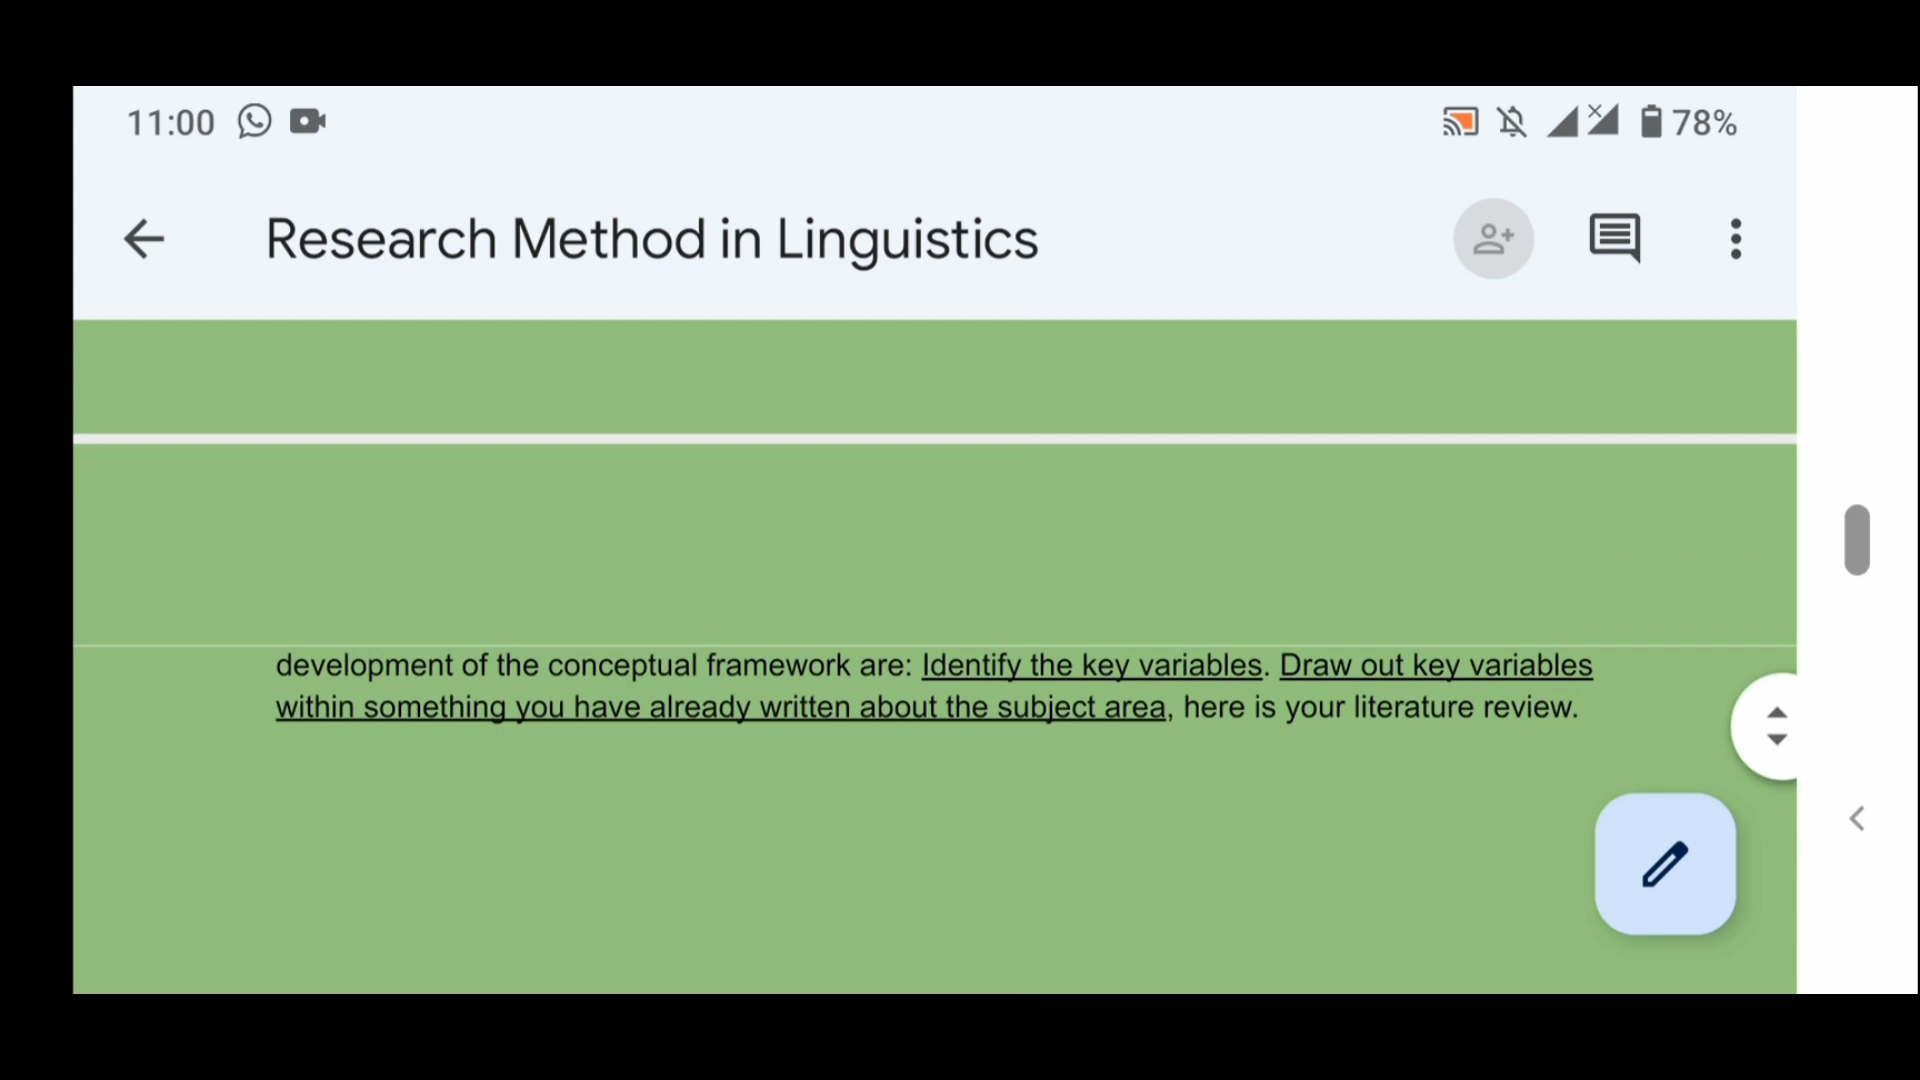 11:00 78%
Research Method in Linguistics
development of the conceptual framework are: Identify the key variables. Draw out key variables
within something you have already written about the subject area, here is your literature review.